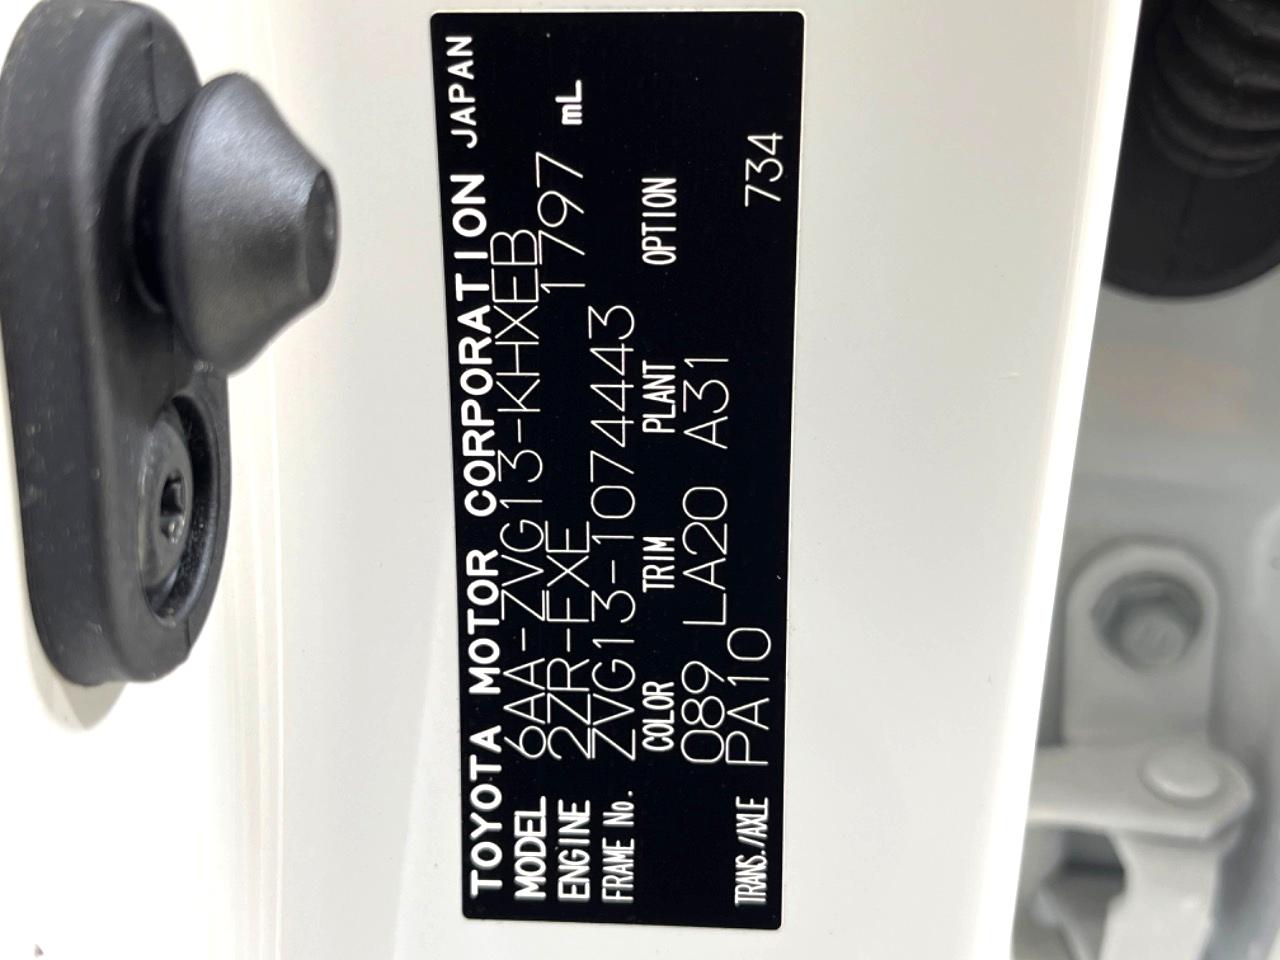 TOYOTA MOTOR CORPORATION JAPAN
MODEL 6AA-ZVG13-KHXEB
ENGINE 2ZR-FXE 1797 mL
FRAME No. ZVG13-1074443
COLOR TRIM PLANT OPTION
089 LA20 A31
TRANS./AXLE PA10 734